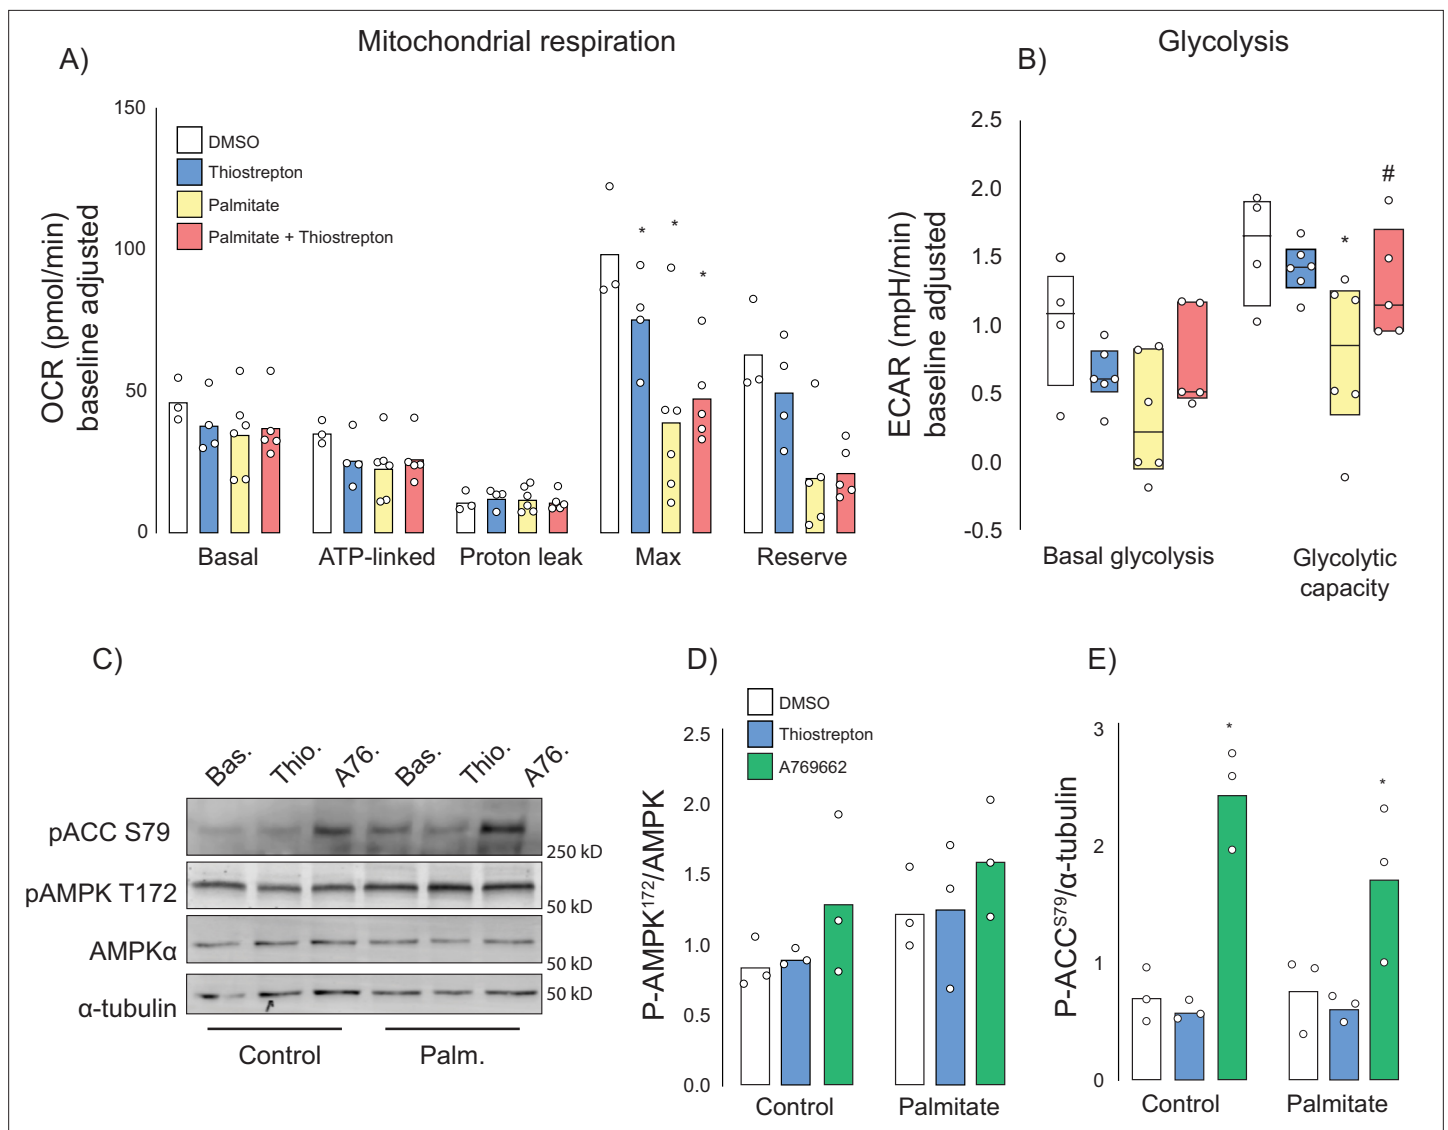 Mitochondrial respiration
Glycolysis
A)
B)
OCR (pmol/min)
baseline adjusted
150
100
50
0
DMSO
Thiostrepton
Palmitate
Palmitate + Thiostrepton
*
*
*
Basal
ATP-linked
Proton leak
Max
Reserve
ECAR (mpH/min)
baseline adjusted
2.5
2.0
1.5
1.0
0.5
0.0
-0.5
*
#
Basal glycolysis
Glycolytic
capacity
C)
Bas.
Thio.
A76.
Bas.
Thio.
A76.
pACC S79
250 kD
pAMPK T172
50 kD
AMPKα
50 kD
α-tubulin
50 kD
Control
Palm.
D)
DMSO
Thiostrepton
A769662
P-AMPK¹⁷²/AMPK
2.5
2.0
1.5
1.0
0.5
0.0
Control
Palmitate
E)
P-ACCˢ⁷⁹/α-tubulin
3
2
1
0
*
*
Control
Palmitate